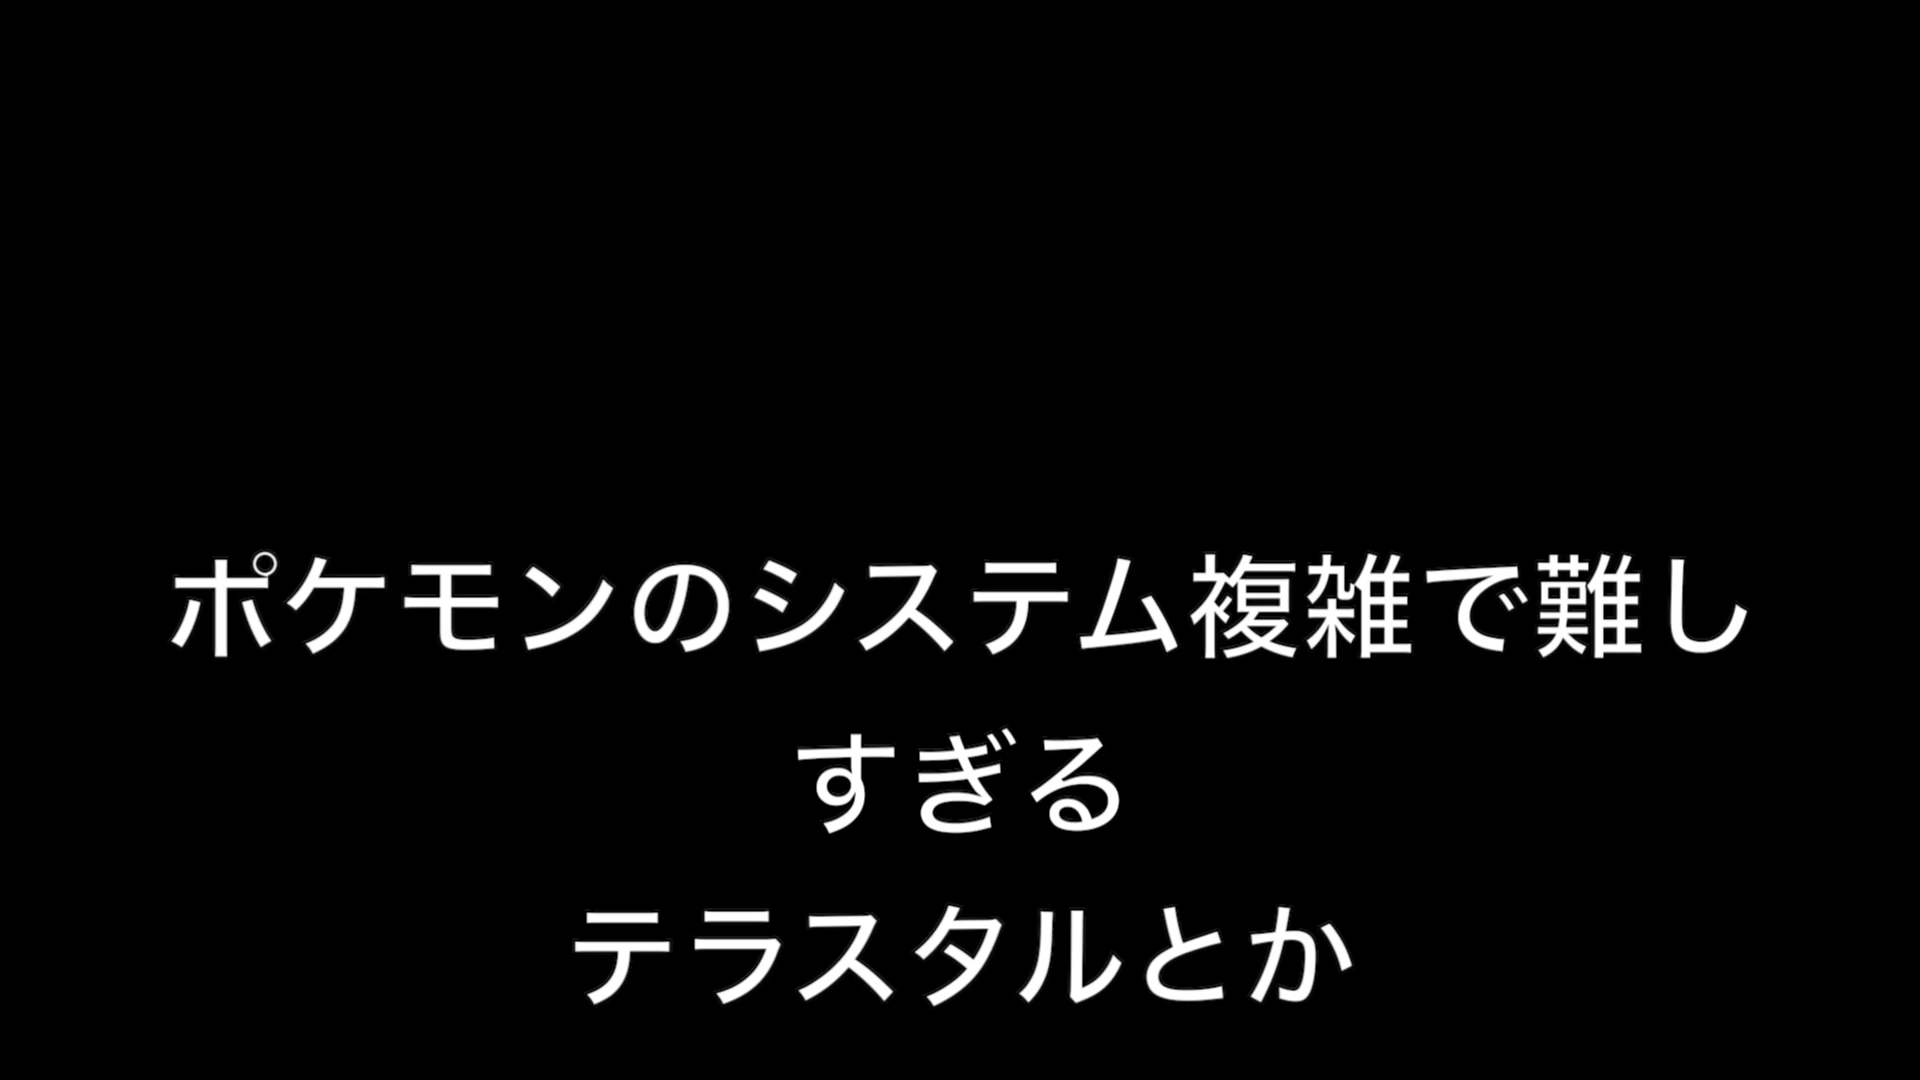 ポケモンのシステム複雑で難し
すぎる
テラスタルとか